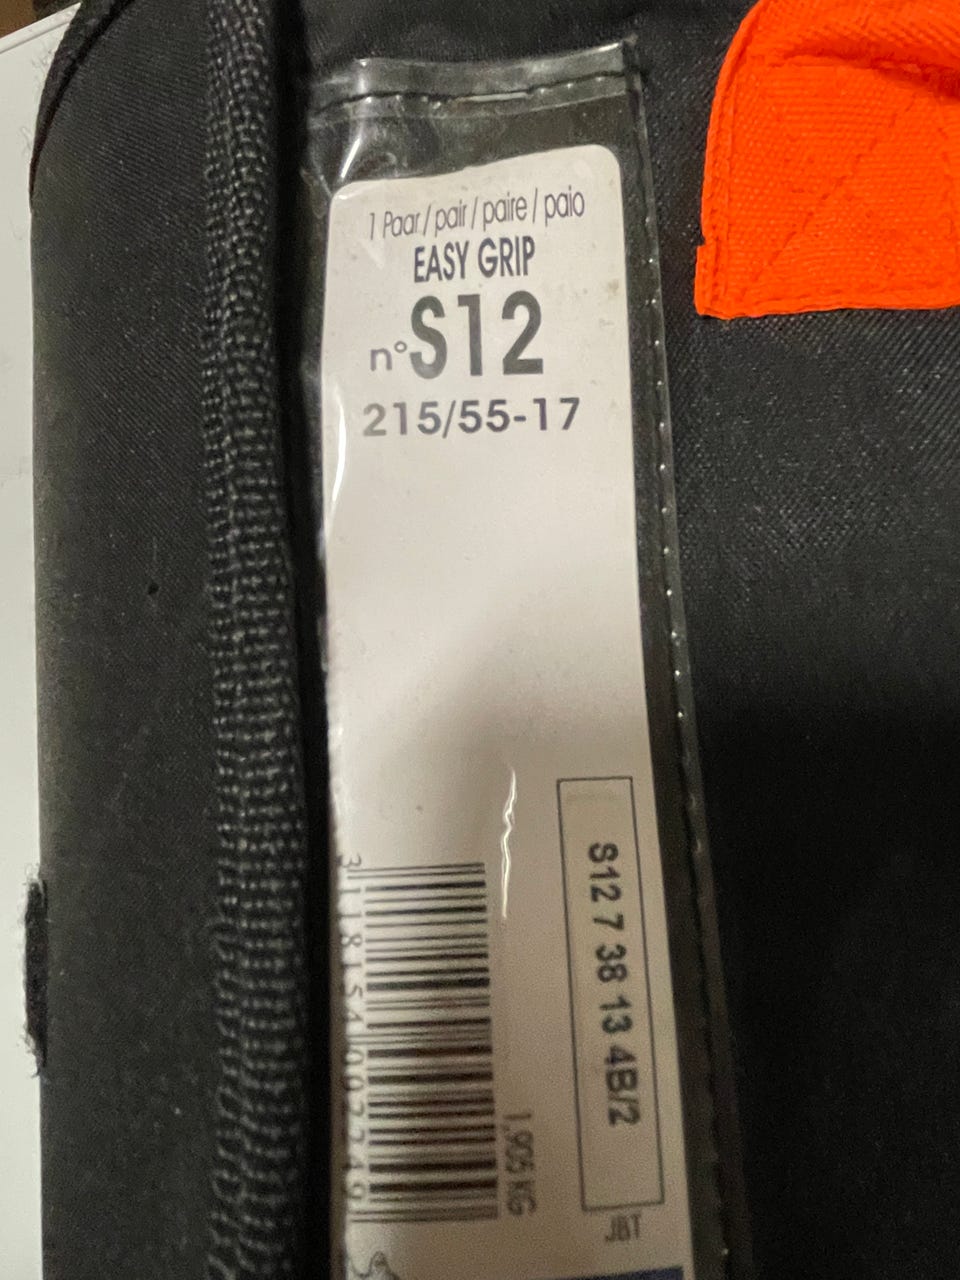 1 Paar / pair / paire / paio
EASY GRIP
n° S12
215/55-17
S12 7 38 13 4B/2
1,905 KG
JBT